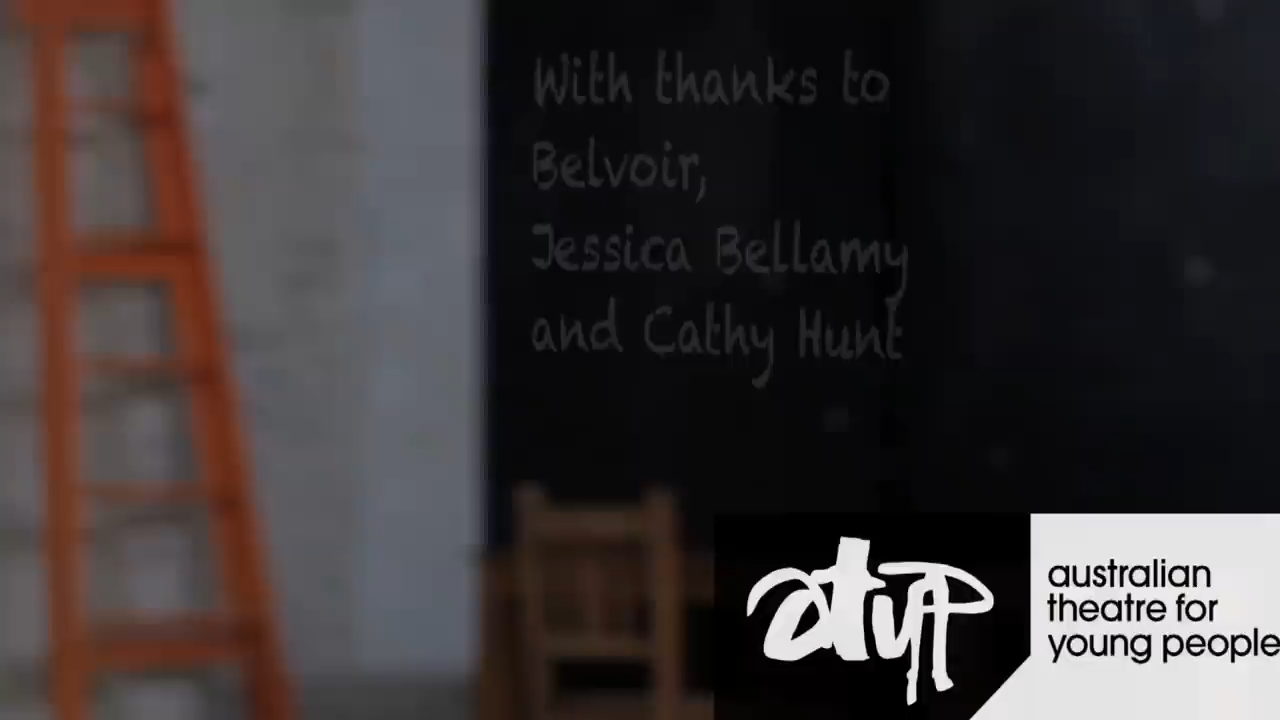 With thanks to
Belvoir,
Jessica Bellamy
and Cathy Hunt
atyp
australian
theatre for
young people